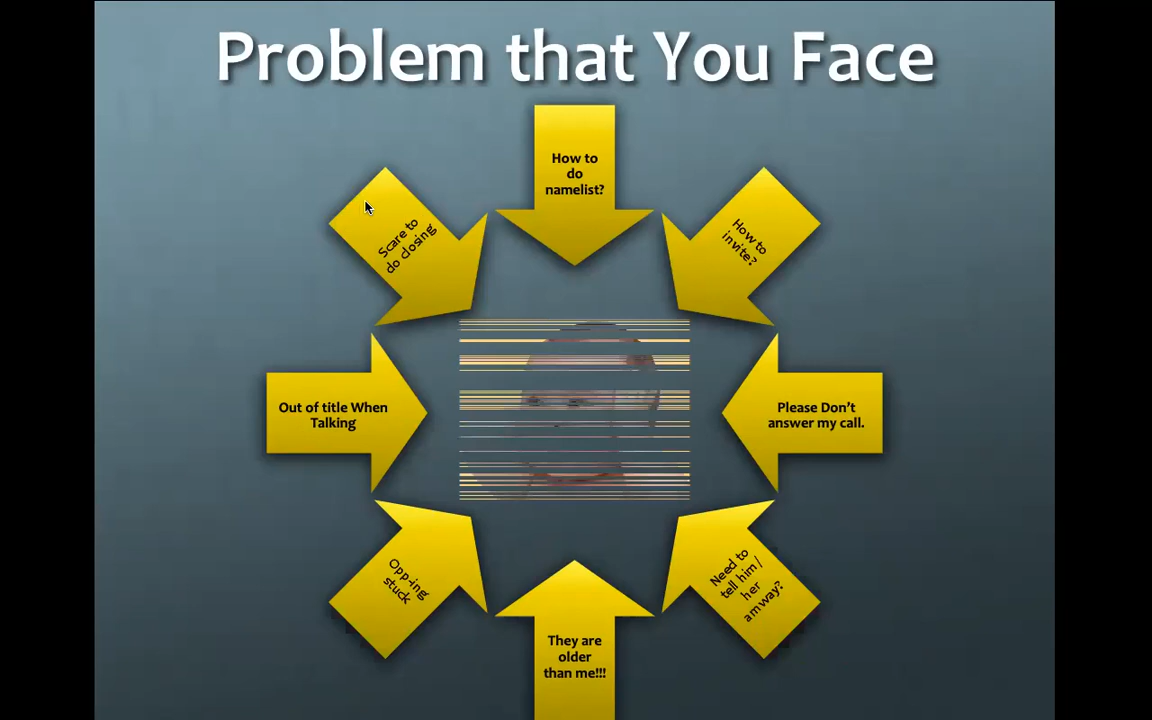 Problem that You Face
How to
do
namelist?
How to
invite?
Please Don't
answer my call.
Need to
tell him /
her
amway?
They are
older
than me!!!
Opp-ing
stuck
Out of title When
Talking
Scare to
do closing